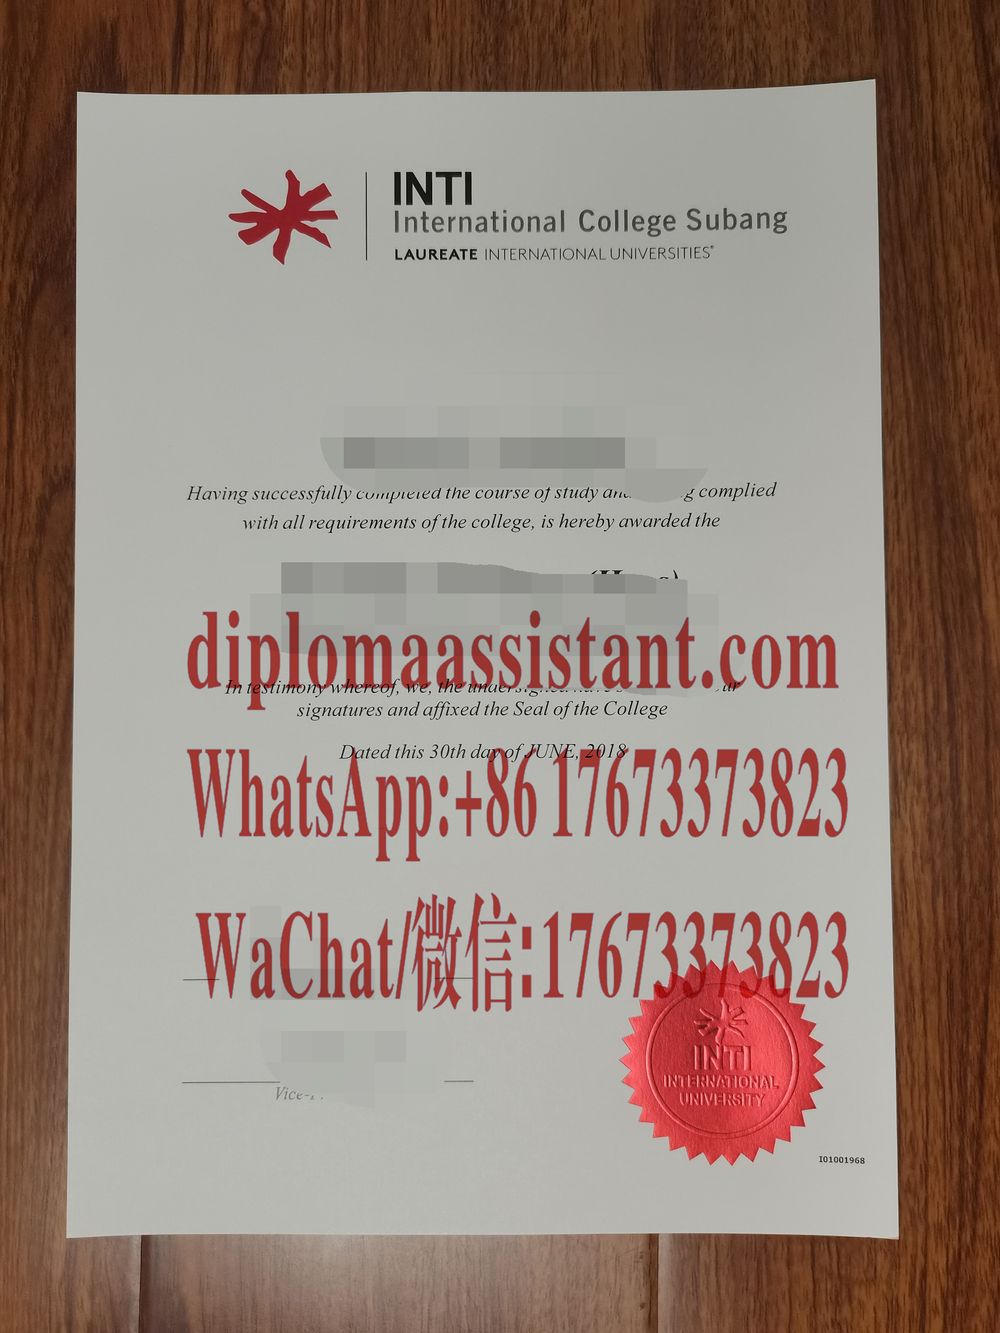 INTI
International College Subang
LAUREATE INTERNATIONAL UNIVERSITIES®
Having successfully completed the course of study complied
with all requirements of the college, is hereby awarded the
diplomaassistant.com
In testimony whereof, we, the
signatures and affixed the Seal of the College
Dated this 30th day of JUNE, 2018
WhatsApp:+86 17673373823
WaChat/微信:17673373823
INTI
INTERNATIONAL
UNIVERSITY
I01001968